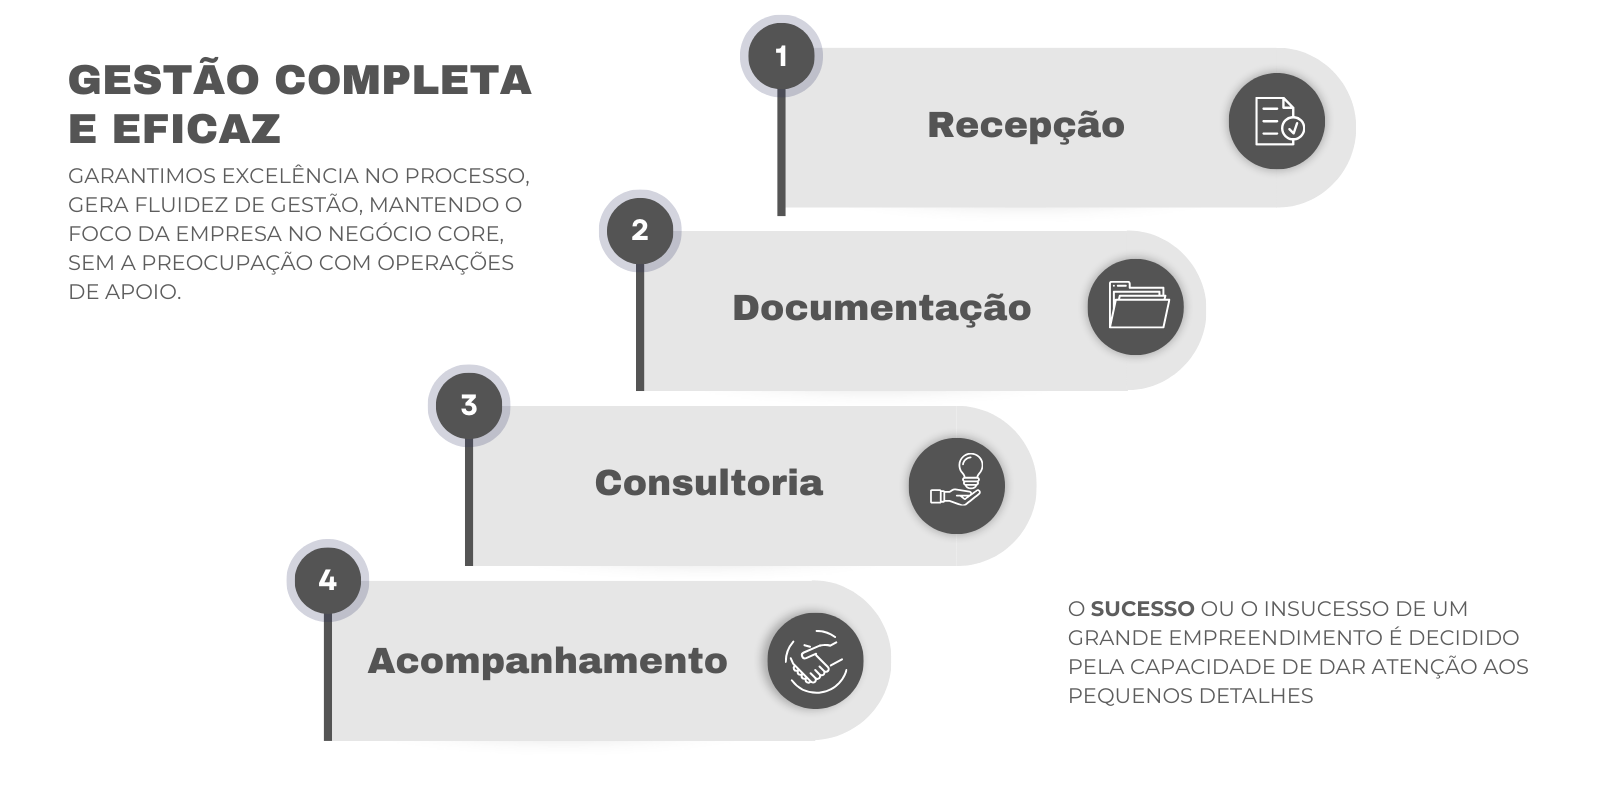 GESTÃO COMPLETA
E EFICAZ
GARANTIMOS EXCELÊNCIA NO PROCESSO,
GERA FLUIDEZ DE GESTÃO, MANTENDO O
FOCO DA EMPRESA NO NEGÓCIO CORE,
SEM A PREOCUPAÇÃO COM OPERAÇÕES
DE APOIO.
1
Recepção
2
Documentação
3
Consultoria
4
Acompanhamento
O SUCESSO OU O INSUCESSO DE UM
GRANDE EMPREENDIMENTO É DECIDIDO
PELA CAPACIDADE DE DAR ATENÇÃO AOS
PEQUENOS DETALHES